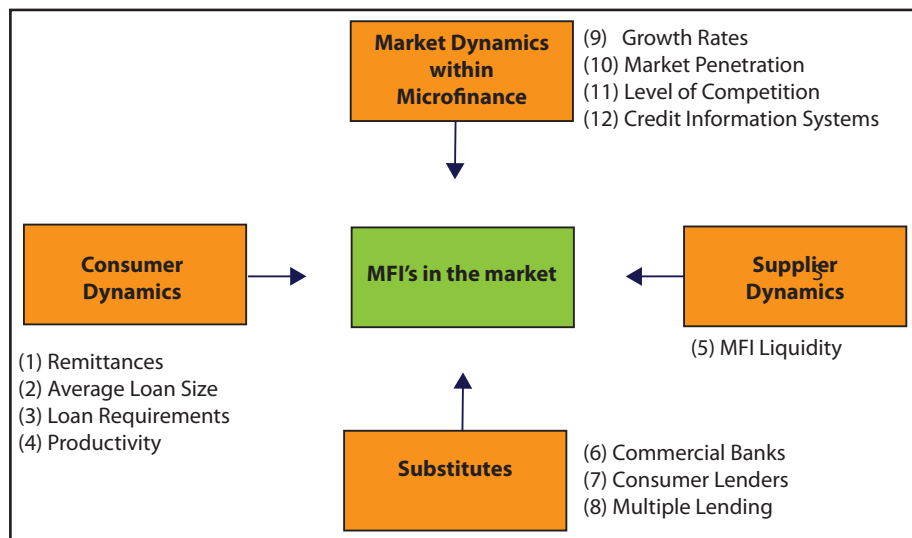 Market Dynamics
within
Microfinance
(9) Growth Rates
(10) Market Penetration
(11) Level of Competition
(12) Credit Information Systems
Consumer
Dynamics
MFI's in the market
Supplier
5
Dynamics
(1) Remittances
(2) Average Loan Size
(3) Loan Requirements
(4) Productivity
(5) MFI Liquidity
Substitutes
(6) Commercial Banks
(7) Consumer Lenders
(8) Multiple Lending